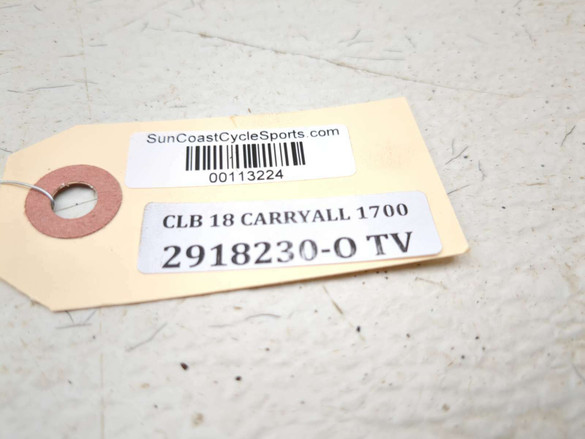 SunCoastCycleSports.com
00113224
CLB 18 CARRYALL 1700
2918230-O TV